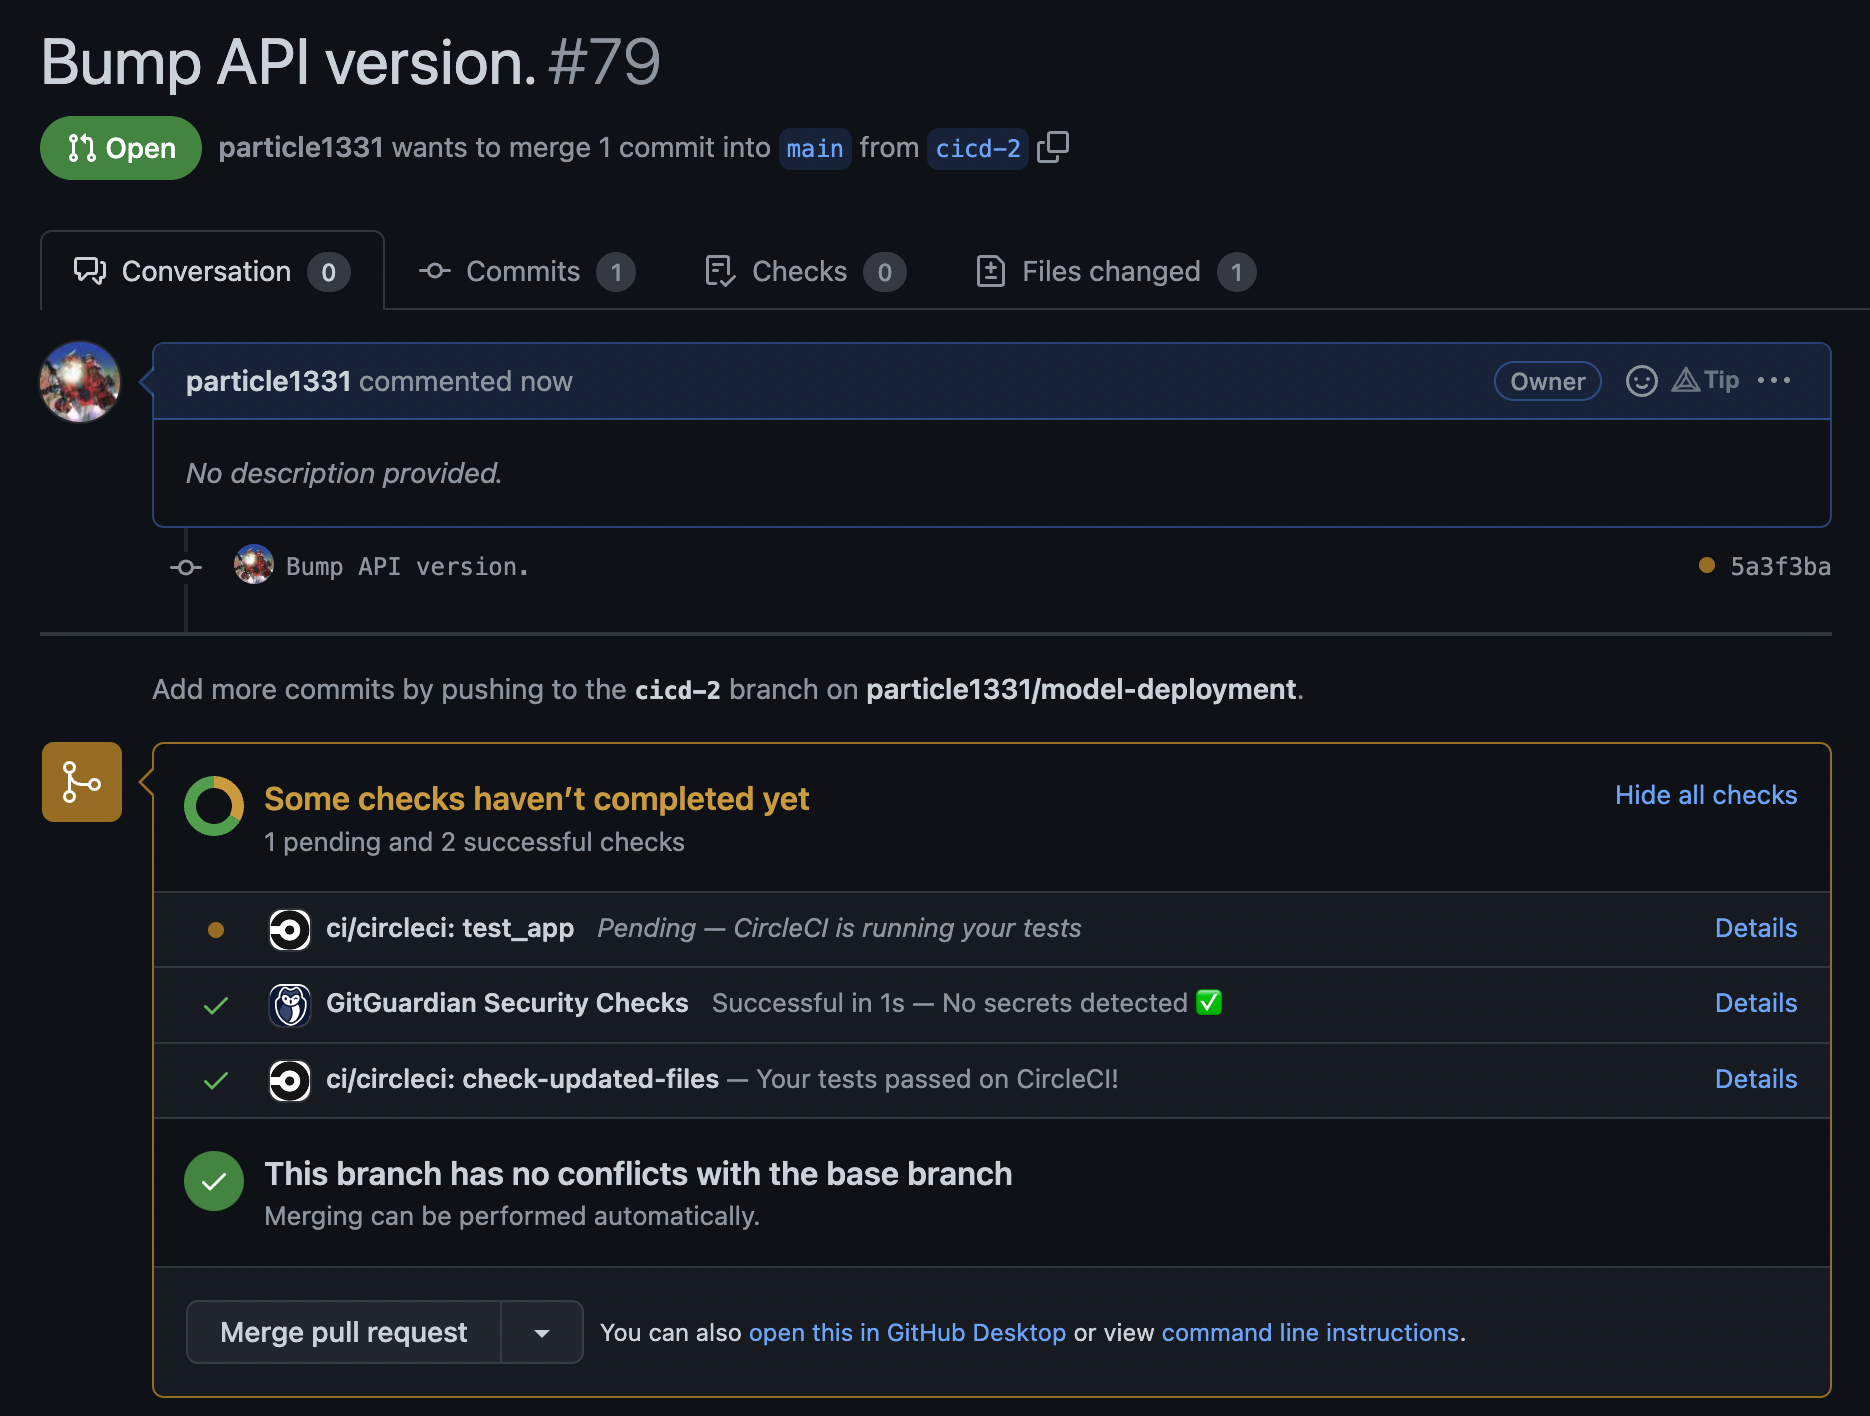 Bump API version. #79
Open particle1331 wants to merge 1 commit into main from cicd-2
Conversation 0 Commits 1 Checks 0 Files changed 1
particle1331 commented now Owner Tip
No description provided.
Bump API version. 5a3f3ba
Add more commits by pushing to the cicd-2 branch on particle1331/model-deployment.
Some checks haven’t completed yet Hide all checks
1 pending and 2 successful checks
ci/circleci: test_app Pending — CircleCI is running your tests Details
GitGuardian Security Checks Successful in 1s — No secrets detected ✅ Details
ci/circleci: check-updated-files — Your tests passed on CircleCI! Details
This branch has no conflicts with the base branch
Merging can be performed automatically.
Merge pull request You can also open this in GitHub Desktop or view command line instructions.